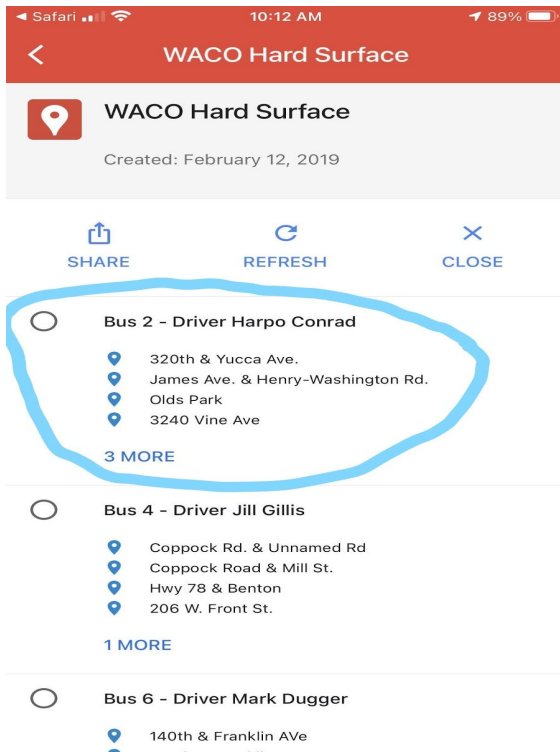 Safari 10:12 AM 89%
WACO Hard Surface
WACO Hard Surface
Created: February 12, 2019
SHARE REFRESH CLOSE
Bus 2 - Driver Harpo Conrad
320th & Yucca Ave.
James Ave. & Henry-Washington Rd.
Olds Park
3240 Vine Ave
3 MORE
Bus 4 - Driver Jill Gillis
Coppock Rd. & Unnamed Rd
Coppock Road & Mill St.
Hwy 78 & Benton
206 W. Front St.
1 MORE
Bus 6 - Driver Mark Dugger
140th & Franklin AVe